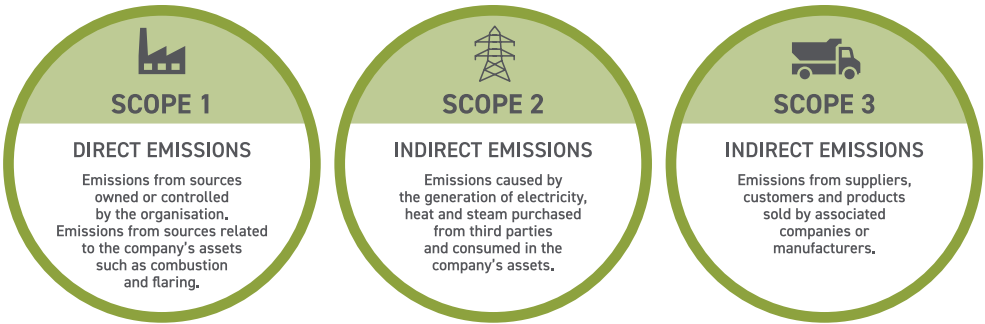 SCOPE 1
DIRECT EMISSIONS
Emissions from sources
owned or controlled
by the organisation.
Emissions from sources related
to the company's assets
such as combustion
and flaring.
SCOPE 2
INDIRECT EMISSIONS
Emissions caused by
the generation of electricity,
heat and steam purchased
from third parties
and consumed in the
company's assets.
SCOPE 3
INDIRECT EMISSIONS
Emissions from suppliers,
customers and products
sold by associated
companies or
manufacturers.